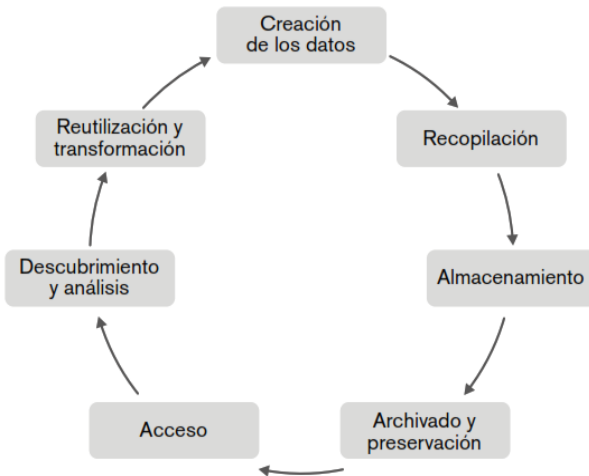 Creación
de los datos
Recopilación
Almacenamiento
Archivado y
preservación
Acceso
Descubrimiento
y análisis
Reutilización y
transformación